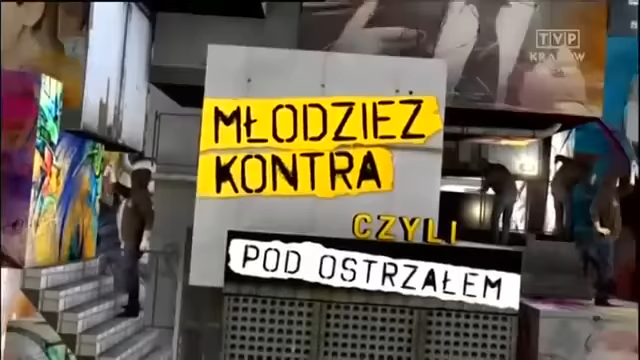 TVP
KRAKÓW
MŁODZIEŻ
KONTRA
CZYLI
POD OSTRZAŁEM